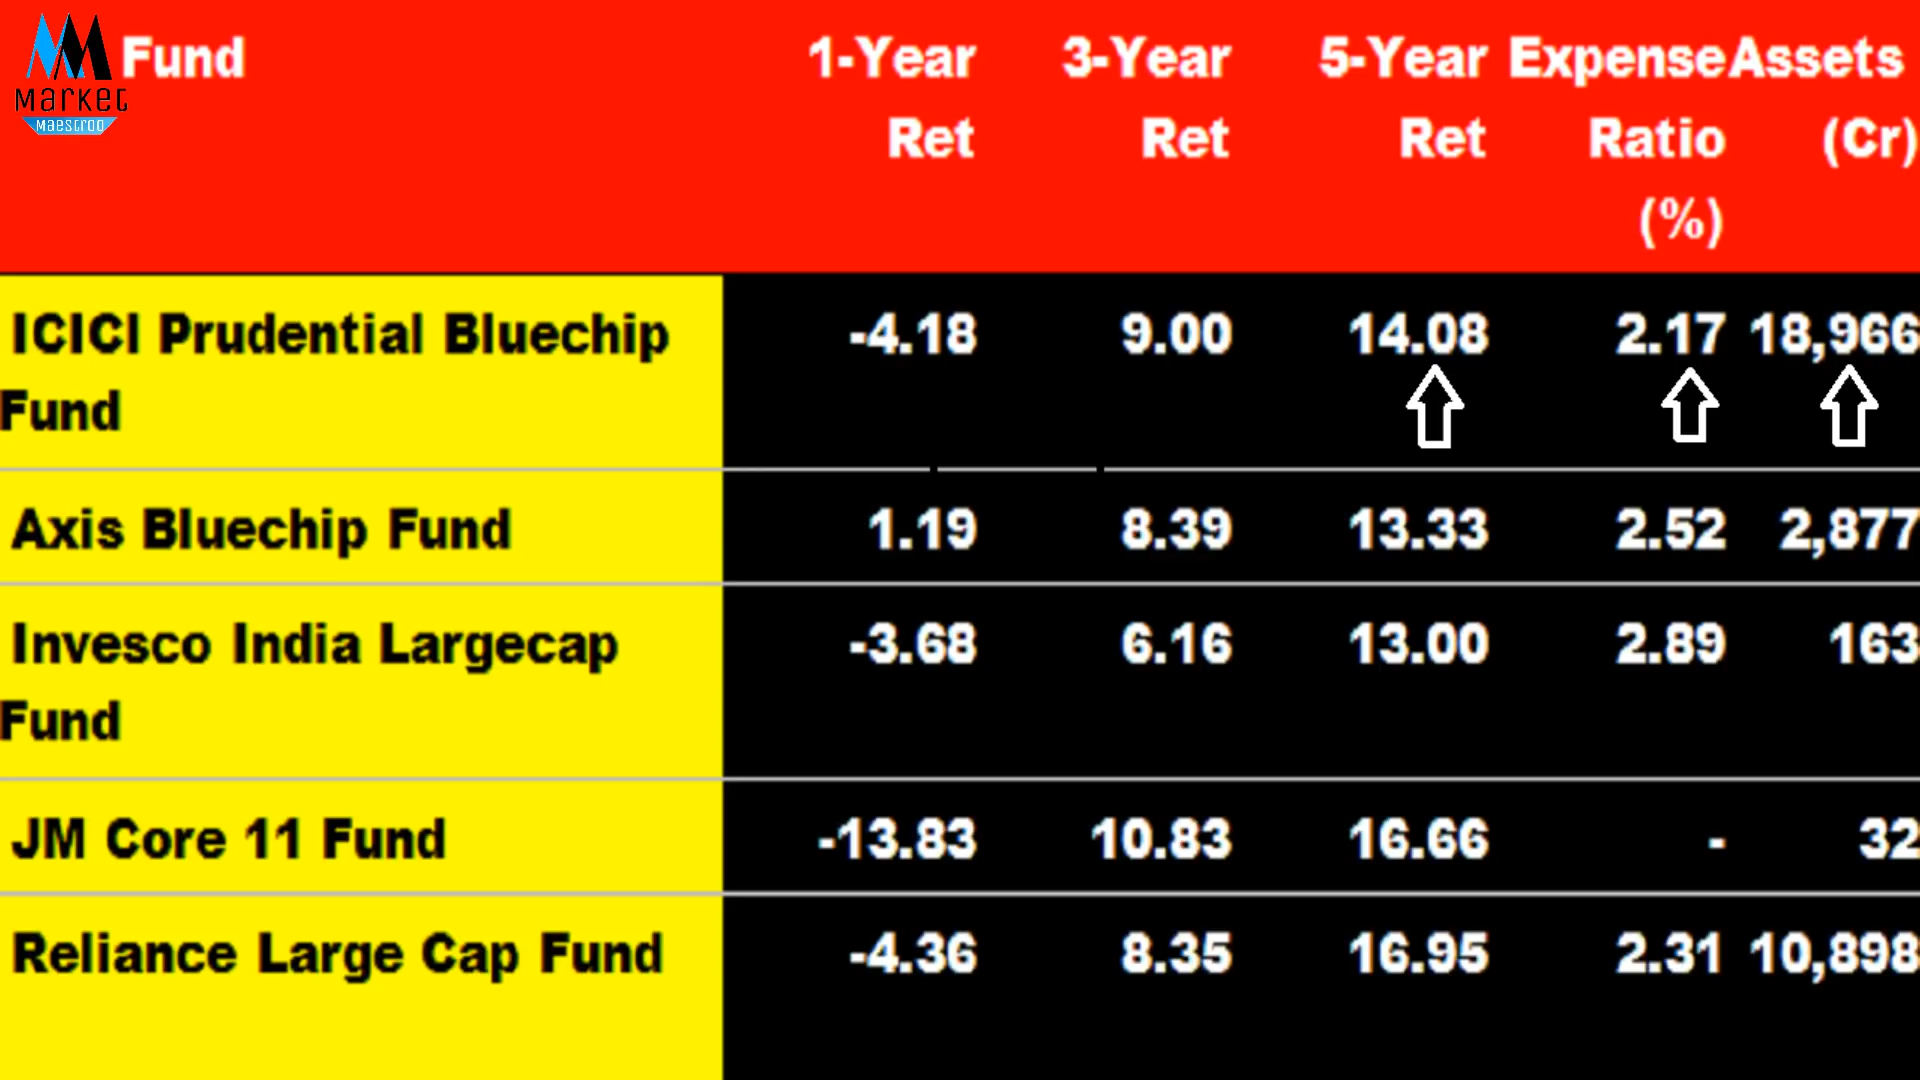 Market
Maestroo
Fund 1-Year 3-Year 5-Year Expense Assets
Ret Ret Ret Ratio (Cr)
(%)
ICICI Prudential Bluechip -4.18 9.00 14.08 2.17 18,966
Fund
Axis Bluechip Fund 1.19 8.39 13.33 2.52 2,877
Invesco India Largecap -3.68 6.16 13.00 2.89 163
Fund
JM Core 11 Fund -13.83 10.83 16.66 - 32
Reliance Large Cap Fund -4.36 8.35 16.95 2.31 10,898